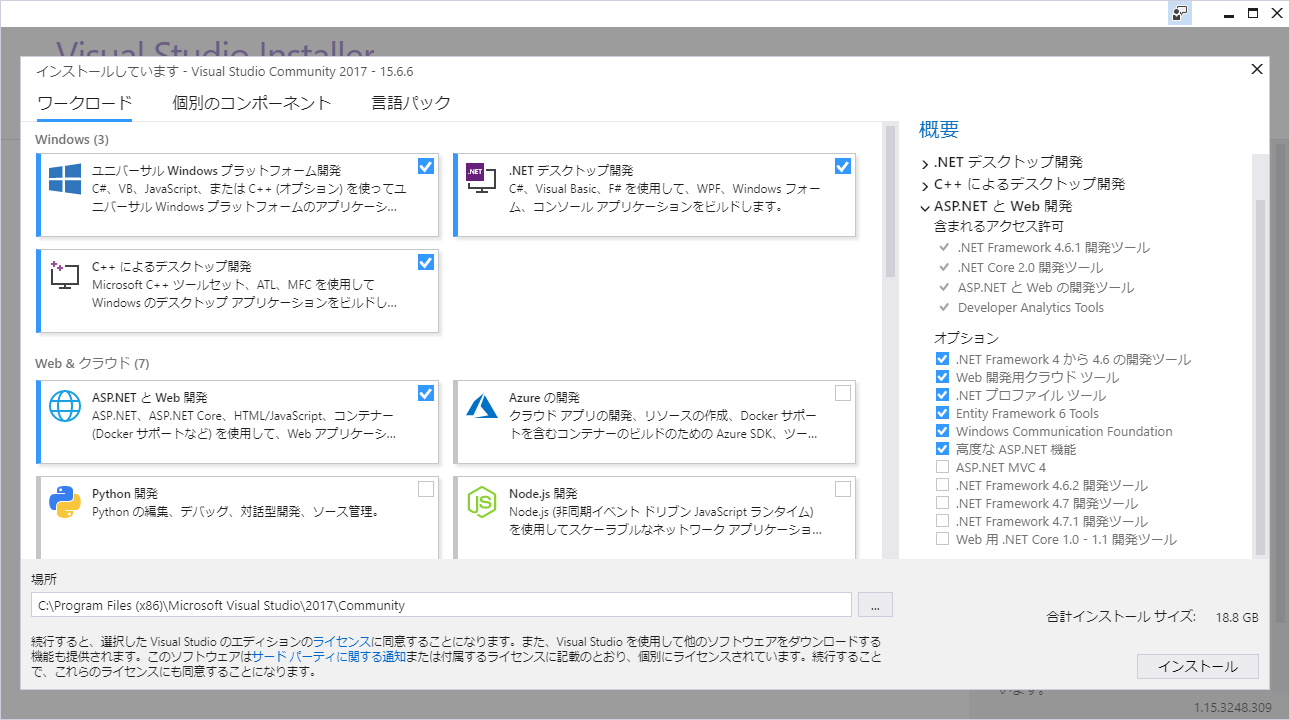 Visual Studio Installer
インストールしています - Visual Studio Community 2017 - 15.6.6
ワークロード
個別のコンポーネント
言語パック
Windows (3)
ユニバーサル Windows プラットフォーム開発
C#、VB、JavaScript、または C++ (オプション) を使ってユ
ニバーサル Windows プラットフォームのアプリケーシ...
.NET
.NET デスクトップ開発
C#、Visual Basic、F# を使用して、WPF、Windows フォー
ム、コンソール アプリケーションをビルドします。
C++ によるデスクトップ開発
Microsoft C++ ツールセット、ATL、MFC を使用して
Windows のデスクトップ アプリケーションをビルドし...
Web & クラウド (7)
ASP.NET と Web 開発
ASP.NET、ASP.NET Core、HTML/JavaScript、コンテナー
(Docker サポートなど) を使用して、Web アプリケーシ...
Azure の開発
クラウド アプリの開発、リソースの作成、Docker サポー
トを含むコンテナーのビルドのための Azure SDK、ツー...
Python 開発
Python の編集、デバッグ、対話型開発、ソース管理。
JS
Node.js 開発
Node.js (非同期イベント ドリブン JavaScript ランタイム)
を使用してスケーラブルなネットワーク アプリケーショ...
概要
.NET デスクトップ開発
C++ によるデスクトップ開発
ASP.NET と Web 開発
含まれるアクセス許可
.NET Framework 4.6.1 開発ツール
.NET Core 2.0 開発ツール
ASP.NET と Web の開発ツール
Developer Analytics Tools
オプション
.NET Framework 4 から 4.6 の開発ツール
Web 開発用クラウド ツール
.NET プロファイル ツール
Entity Framework 6 Tools
Windows Communication Foundation
高度な ASP.NET 機能
ASP.NET MVC 4
.NET Framework 4.6.2 開発ツール
.NET Framework 4.7 開発ツール
.NET Framework 4.7.1 開発ツール
Web 用 .NET Core 1.0 - 1.1 開発ツール
場所
C:\Program Files (x86)\Microsoft Visual Studio\2017\Community
...
合計インストール サイズ: 18.8 GB
続行すると、選択した Visual Studio のエディションのライセンスに同意することになります。また、Visual Studio を使用して他のソフトウェアをダウンロードする
機能も提供されます。このソフトウェアはサード パーティに関する通知または付属するライセンスに記載のとおり、個別にライセンスされています。続行すること
で、これらのライセンスにも同意することになります。
インストール
います。
1.15.3248.309